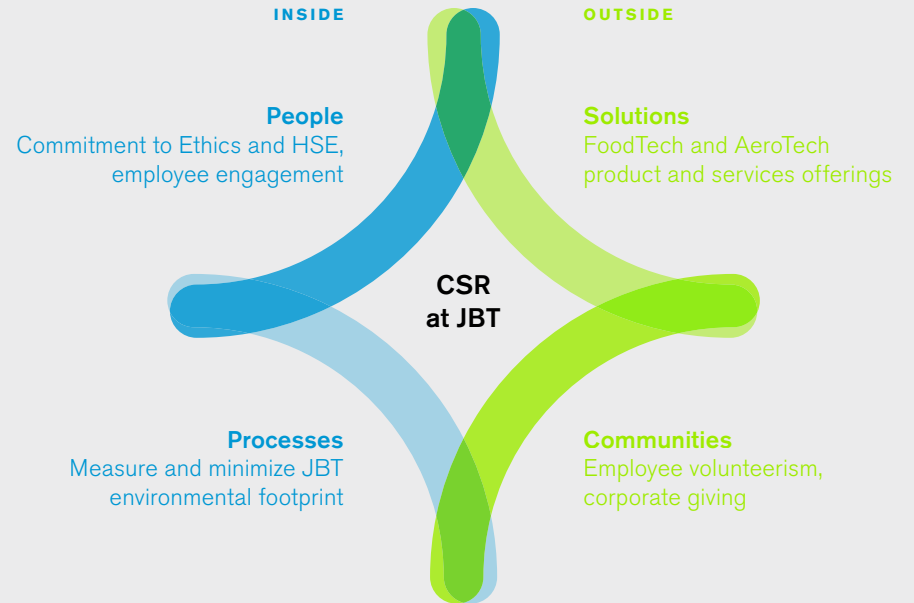 INSIDE
OUTSIDE
People
Commitment to Ethics and HSE,
employee engagement
Solutions
FoodTech and AeroTech
product and services offerings
CSR
at JBT
Processes
Measure and minimize JBT
environmental footprint
Communities
Employee volunteerism,
corporate giving